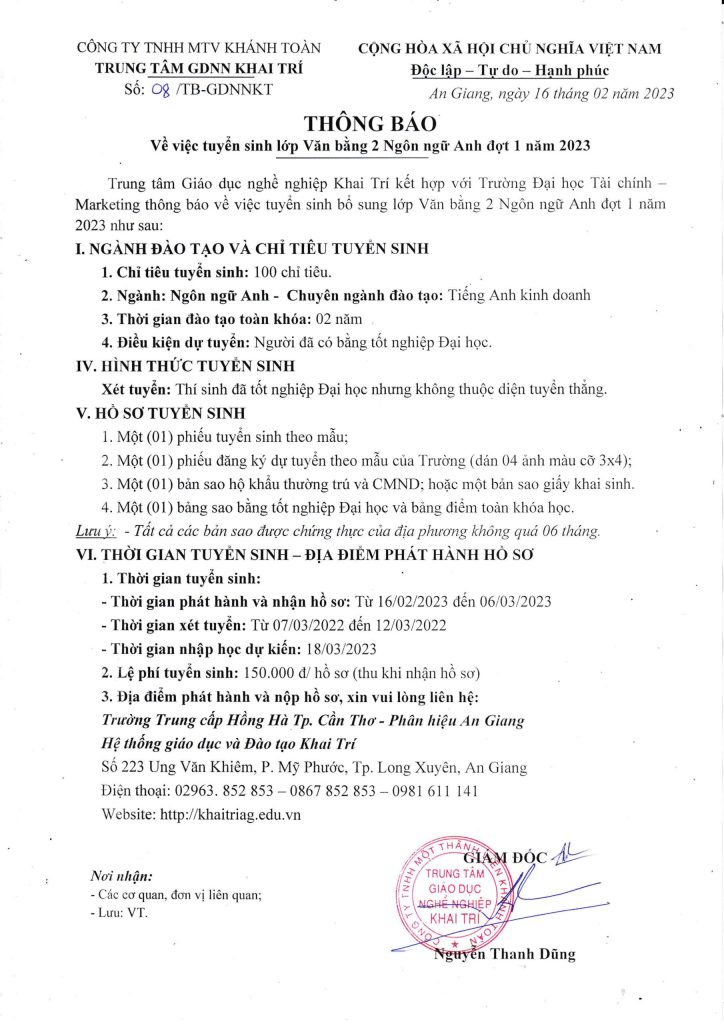 CÔNG TY TNHH MTV KHÁNH TOÀN
TRUNG TÂM GDNN KHAI TRÍ
Số: 08 /TB-GDNNKT
CỘNG HÒA XÃ HỘI CHỦ NGHĨA VIỆT NAM
Độc lập – Tự do – Hạnh phúc
An Giang, ngày 16 tháng 02 năm 2023
THÔNG BÁO
Về việc tuyển sinh lớp Văn bằng 2 Ngôn ngữ Anh đợt 1 năm 2023
Trung tâm Giáo dục nghề nghiệp Khai Trí kết hợp với Trường Đại học Tài chính –
Marketing thông báo về việc tuyển sinh bổ sung lớp Văn bằng 2 Ngôn ngữ Anh đợt 1 năm
2023 như sau:
I. NGÀNH ĐÀO TẠO VÀ CHỈ TIÊU TUYỂN SINH
1. Chỉ tiêu tuyển sinh: 100 chỉ tiêu.
2. Ngành: Ngôn ngữ Anh - Chuyên ngành đào tạo: Tiếng Anh kinh doanh
3. Thời gian đào tạo toàn khóa: 02 năm
4. Điều kiện dự tuyển: Người đã có bằng tốt nghiệp Đại học.
IV. HÌNH THỨC TUYỂN SINH
Xét tuyển: Thí sinh đã tốt nghiệp Đại học nhưng không thuộc diện tuyển thẳng.
V. HỒ SƠ TUYỂN SINH
1. Một (01) phiếu tuyển sinh theo mẫu;
2. Một (01) phiếu đăng ký dự tuyển theo mẫu của Trường (dán 04 ảnh màu cỡ 3x4);
3. Một (01) bản sao hộ khẩu thường trú và CMND; hoặc một bản sao giấy khai sinh.
4. Một (01) bảng sao bằng tốt nghiệp Đại học và bảng điểm toàn khóa học.
Lưu ý: - Tất cả các bản sao được chứng thực của địa phương không quá 06 tháng.
VI. THỜI GIAN TUYỂN SINH – ĐỊA ĐIỂM PHÁT HÀNH HỒ SƠ
1. Thời gian tuyển sinh:
- Thời gian phát hành và nhận hồ sơ: Từ 16/02/2023 đến 06/03/2023
- Thời gian xét tuyển: Từ 07/03/2022 đến 12/03/2022
- Thời gian nhập học dự kiến: 18/03/2023
2. Lệ phí tuyển sinh: 150.000 đ/ hồ sơ (thu khi nhận hồ sơ)
3. Địa điểm phát hành và nộp hồ sơ, xin vui lòng liên hệ:
Trường Trung cấp Hồng Hà Tp. Cần Thơ - Phân hiệu An Giang
Hệ thống giáo dục và Đào tạo Khai Trí
Số 223 Ung Văn Khiêm, P. Mỹ Phước, Tp. Long Xuyên, An Giang
Điện thoại: 02963. 852 853 – 0867 852 853 – 0981 611 141
Website: http://khaitriag.edu.vn
Nơi nhận:
- Các cơ quan, đơn vị liên quan;
- Lưu: VT.
GIÁM ĐỐC
CÔNG TY TNHH MỘT THÀNH VIÊN KHÁNH TOÀN
TRUNG TÂM
GIÁO DỤC
NGHỀ NGHIỆP
KHAI TRÍ
Nguyễn Thanh Dũng